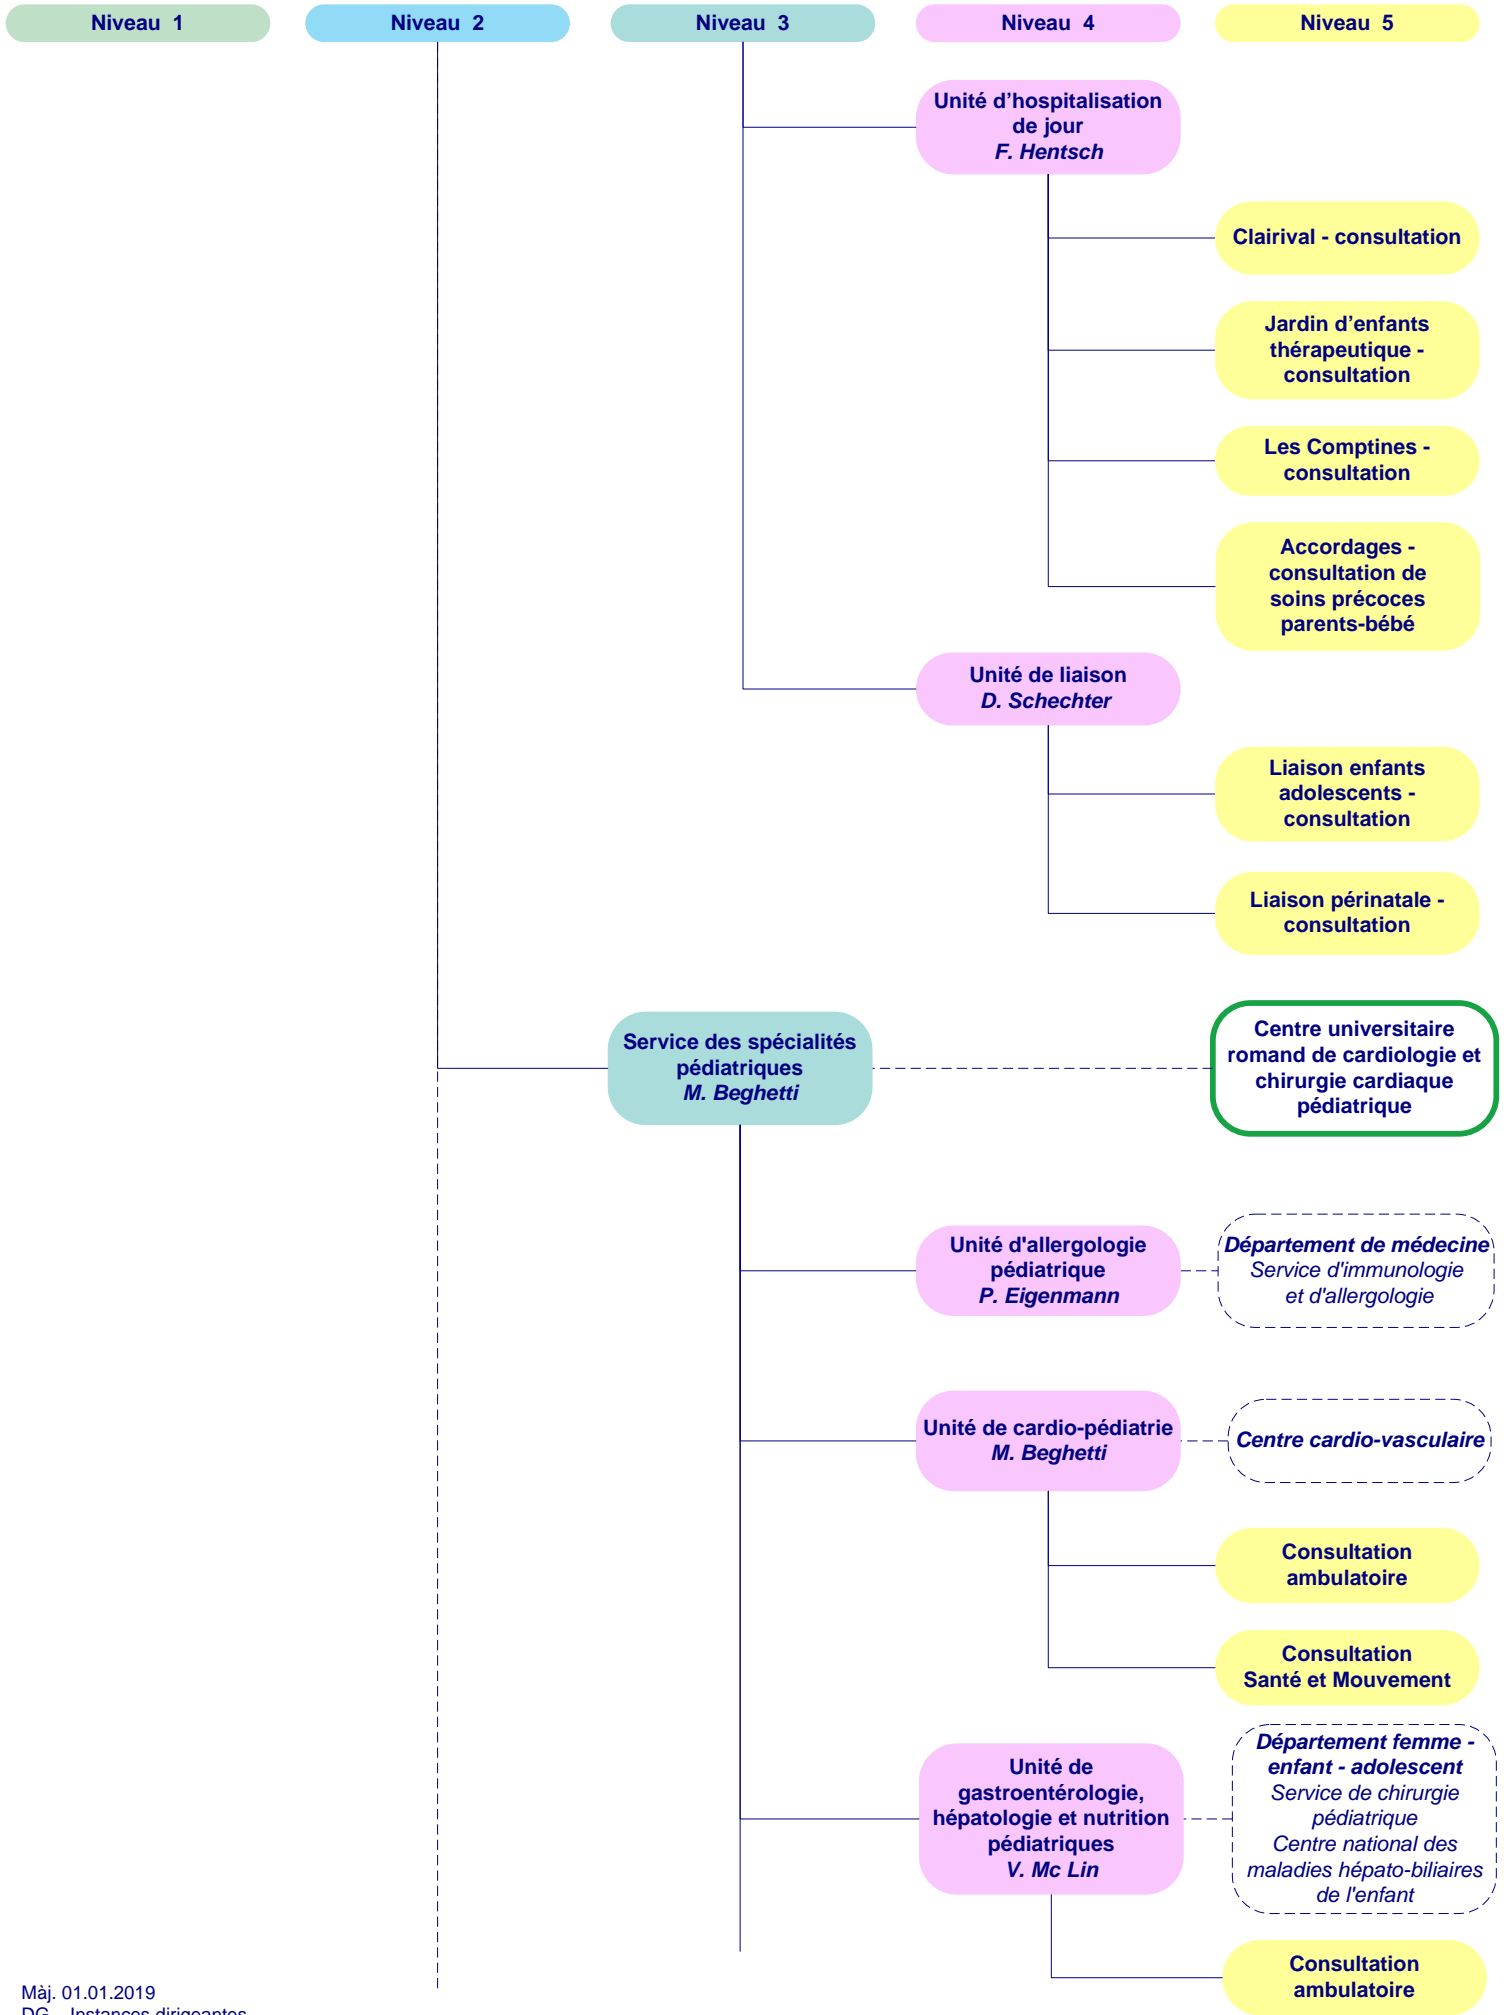 Niveau 1
Niveau 2
Niveau 3
Niveau 4
Niveau 5
Unité d’hospitalisation
de jour
F. Hentsch
Clairival - consultation
Jardin d’enfants
thérapeutique -
consultation
Les Comptines -
consultation
Accordages -
consultation de
soins précoces
parents-bébé
Unité de liaison
D. Schechter
Liaison enfants
adolescents -
consultation
Liaison périnatale -
consultation
Service des spécialités
pédiatriques
M. Beghetti
Centre universitaire
romand de cardiologie et
chirurgie cardiaque
pédiatrique
Unité d'allergologie
pédiatrique
P. Eigenmann
Département de médecine
Service d'immunologie
et d'allergologie
Unité de cardio-pédiatrie
M. Beghetti
Centre cardio-vasculaire
Consultation
ambulatoire
Consultation
Santé et Mouvement
Unité de
gastroentérologie,
hépatologie et nutrition
pédiatriques
V. Mc Lin
Département femme -
enfant - adolescent
Service de chirurgie
pédiatrique
Centre national des
maladies hépato-biliaires
de l'enfant
Consultation
ambulatoire
Màj. 01.01.2019
DG – Instances dirigeantes